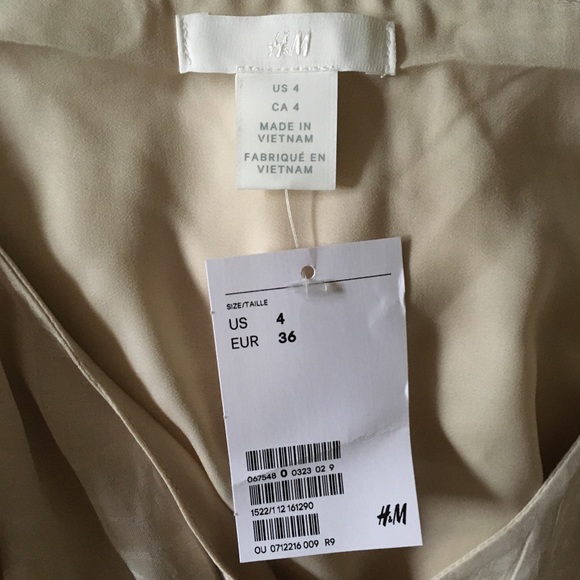 H&M
US 4
CA 4
MADE IN
VIETNAM
FABRIQUÉ EN
VIETNAM
SIZE/TAILLE
US 4
EUR 36
067548 0 0323 02 9
1522/1 12 161290
H&M
OU 0712216 009 R9